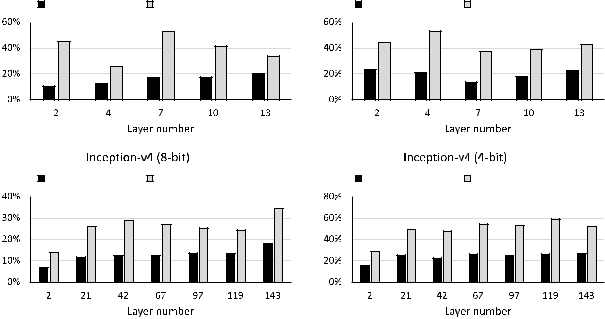 60%
40%
20%
0%
2 4 7 10 13
Layer number
60%
40%
20%
0%
2 4 7 10 13
Layer number
Inception-v4 (8-bit)
40%
30%
20%
10%
0%
2 21 42 67 97 119 143
Layer number
Inception-v4 (4-bit)
80%
60%
40%
20%
0%
2 21 42 67 97 119 143
Layer number